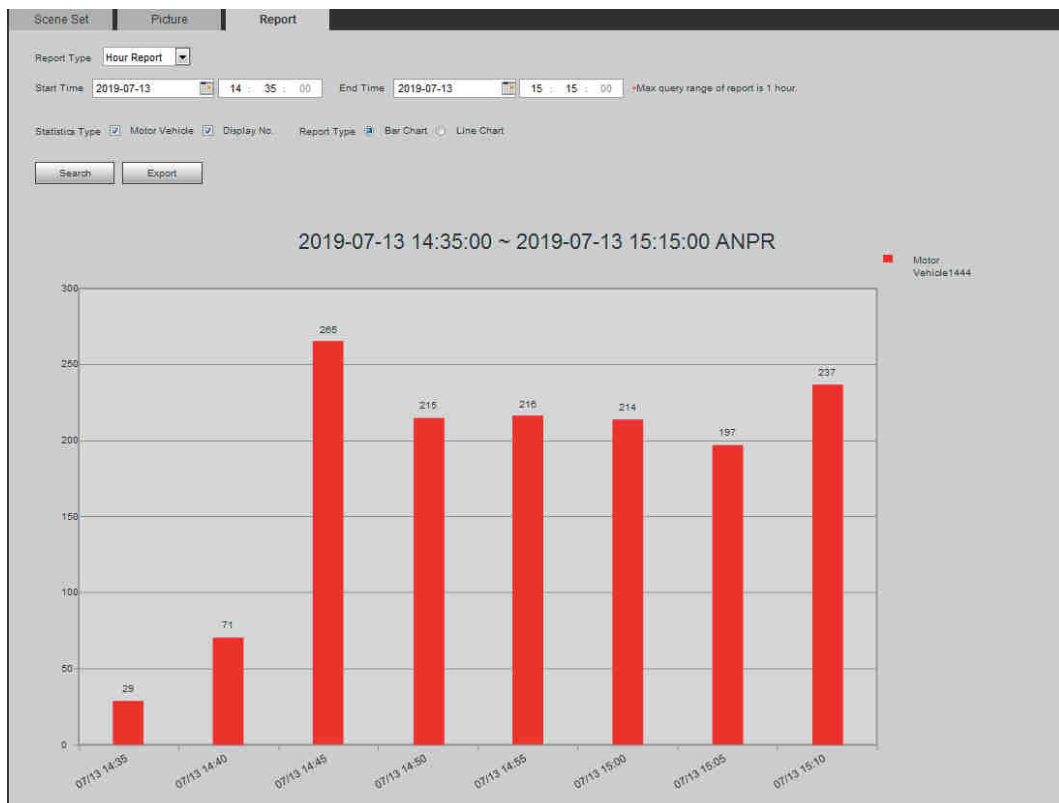 Scene Set Picture Report
Report Type Hour Report
Start Time 2019-07-13 14 : 35 : 00 End Time 2019-07-13 15 : 15 : 00 *Max query range of report is 1 hour.
Statistics Type Motor Vehicle Display No. Report Type Bar Chart Line Chart
Search Export
2019-07-13 14:35:00 ~ 2019-07-13 15:15:00 ANPR
Motor
Vehicle1444
300
265
237
250
215 216 214
197
200
150
100
71
50
29
0
07/13 14:35 07/13 14:40 07/13 14:45 07/13 14:50 07/13 14:55 07/13 15:00 07/13 15:05 07/13 15:10